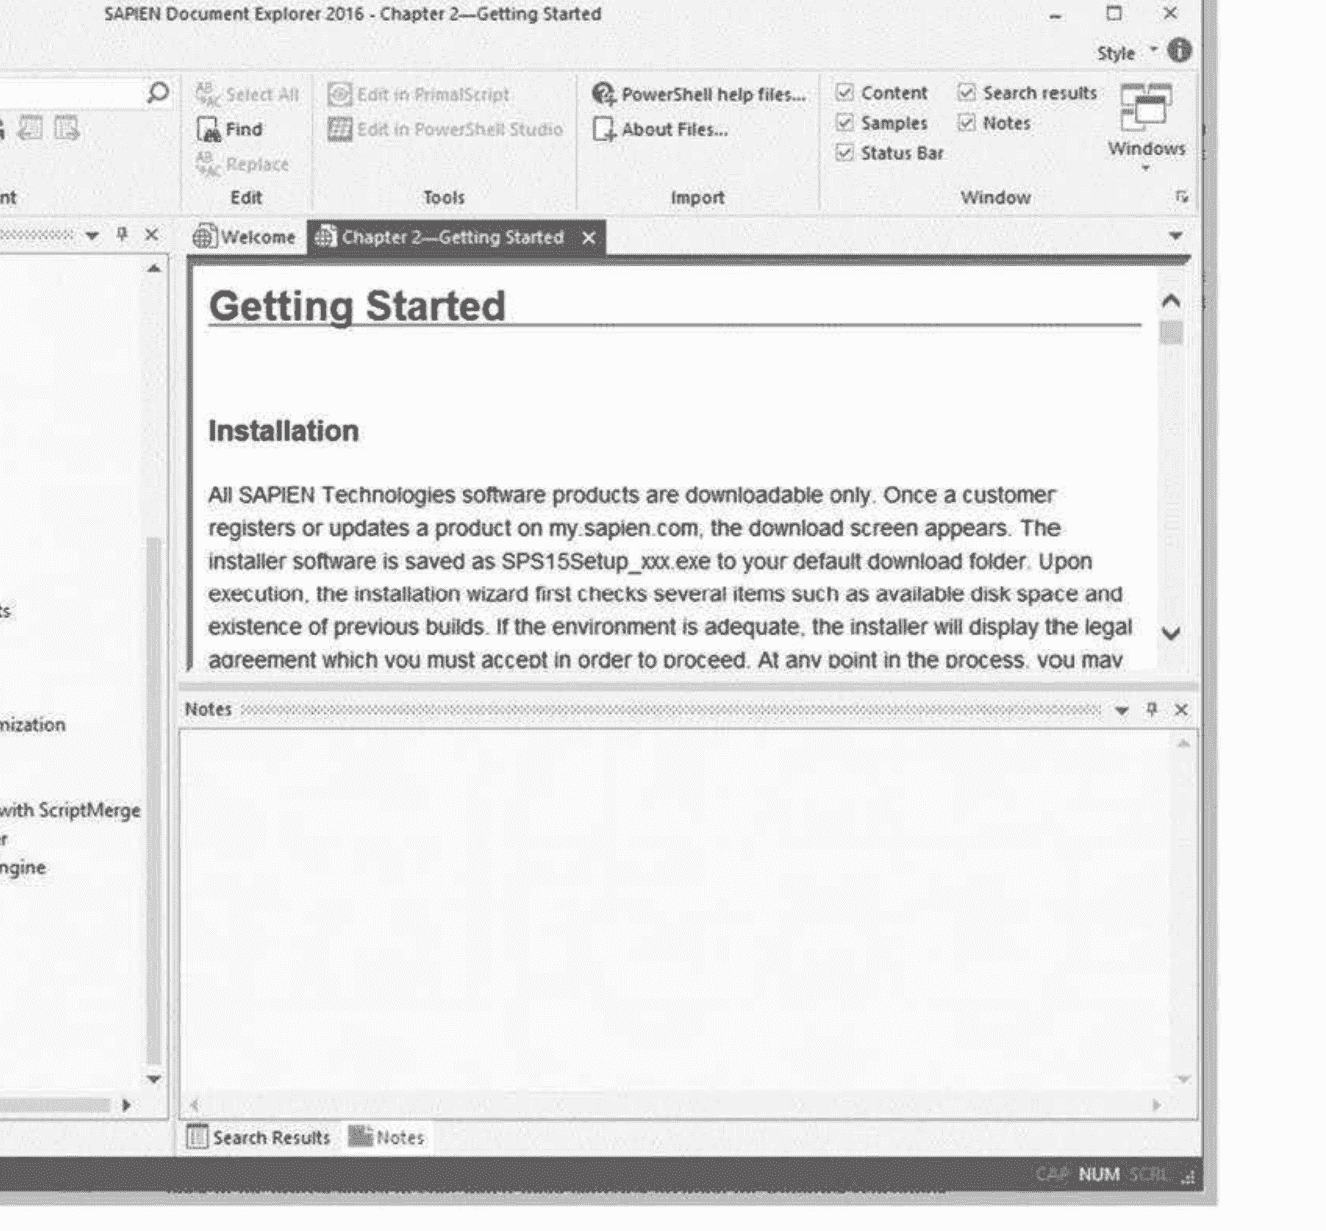 SAPIEN Document Explorer 2016 - Chapter 2—Getting Started
Style
Select All
Find
Replace
Edit
Edit in PrimalScript
Edit in PowerShell Studio
Tools
PowerShell help files...
About Files...
Import
Content
Samples
Status Bar
Search results
Notes
Windows
Window
nt
Welcome
Chapter 2—Getting Started
Getting Started
Installation
All SAPIEN Technologies software products are downloadable only. Once a customer
registers or updates a product on my.sapien.com, the download screen appears. The
installer software is saved as SPS15Setup_xxx.exe to your default download folder. Upon
execution, the installation wizard first checks several items such as available disk space and
existence of previous builds. If the environment is adequate, the installer will display the legal
agreement which you must accept in order to proceed. At any point in the process, you may
ts
mization
with ScriptMerge
r
ngine
Notes
Search Results
Notes
CAP NUM SCRL